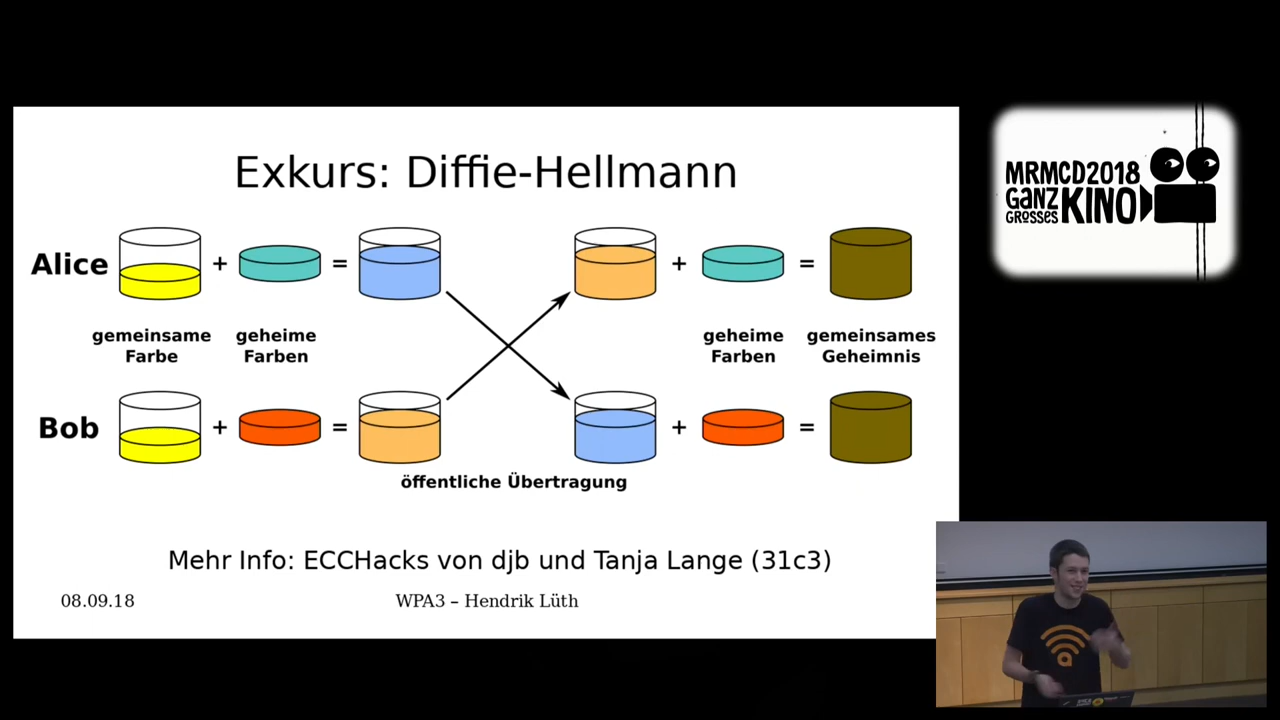 Exkurs: Diffie-Hellmann
Alice + = + =
gemeinsame geheime geheime gemeinsames
Farbe Farben Farben Geheimnis
Bob + = + =
öffentliche Übertragung
Mehr Info: ECCHacks von djb und Tanja Lange (31c3)
08.09.18 WPA3 – Hendrik Lüth
MRMCD2018
GANZ
GROSSES KINO